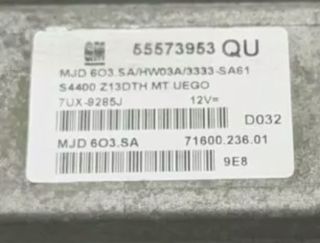 GM 55573953 QU
MJD 6O3.SA/HW03A/3333-SA61
S4400 Z13DTH MT UEGO
7UX-9285J 12V=
D032
MJD 6O3.SA 71600.236.01
9E8